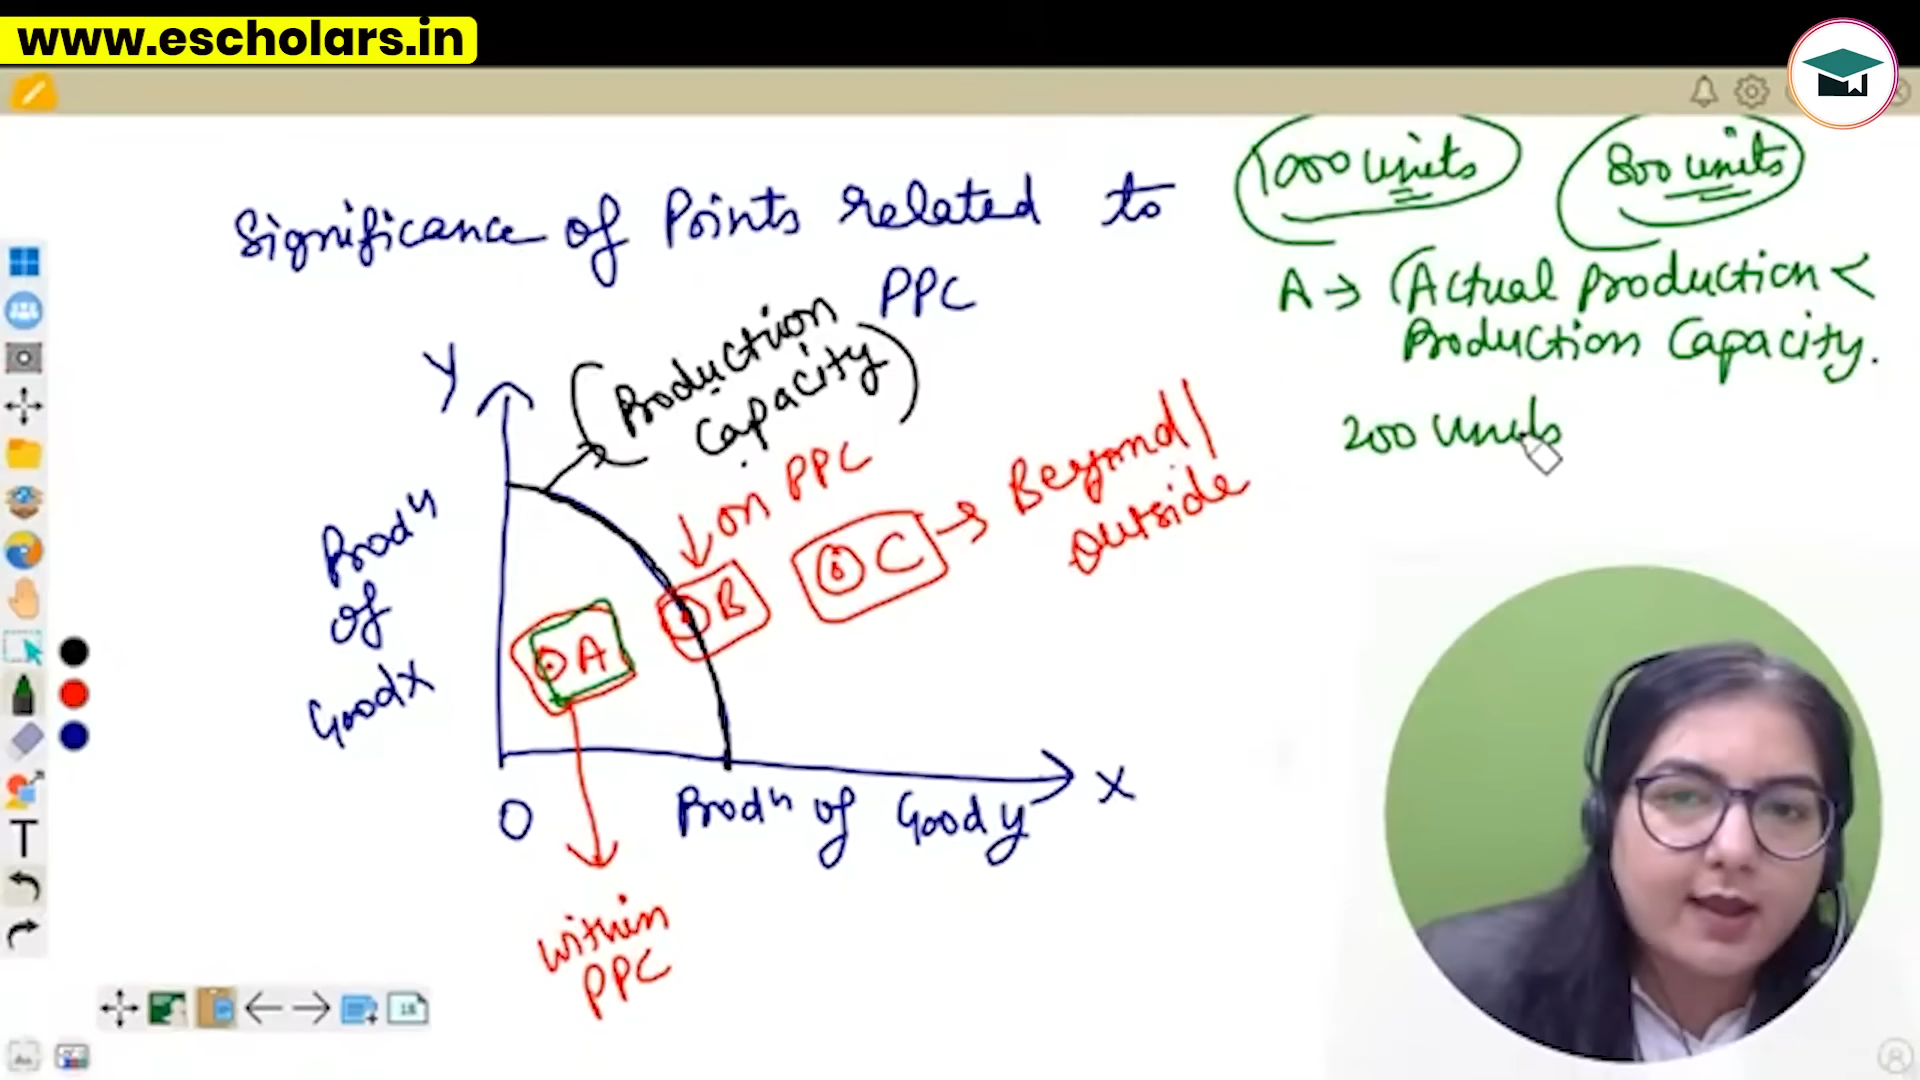 www.escholars.in
Significance of Points related to
PPC
1000 units
800 units
A → (Actual Production <
Production Capacity.
200 units
Y
(Production
Capacity)
on PPC
Beyond/
Outside
B
C
A
Prodⁿ
of
Good X
O
Prodⁿ of Good y
X
within
PPC
T
18